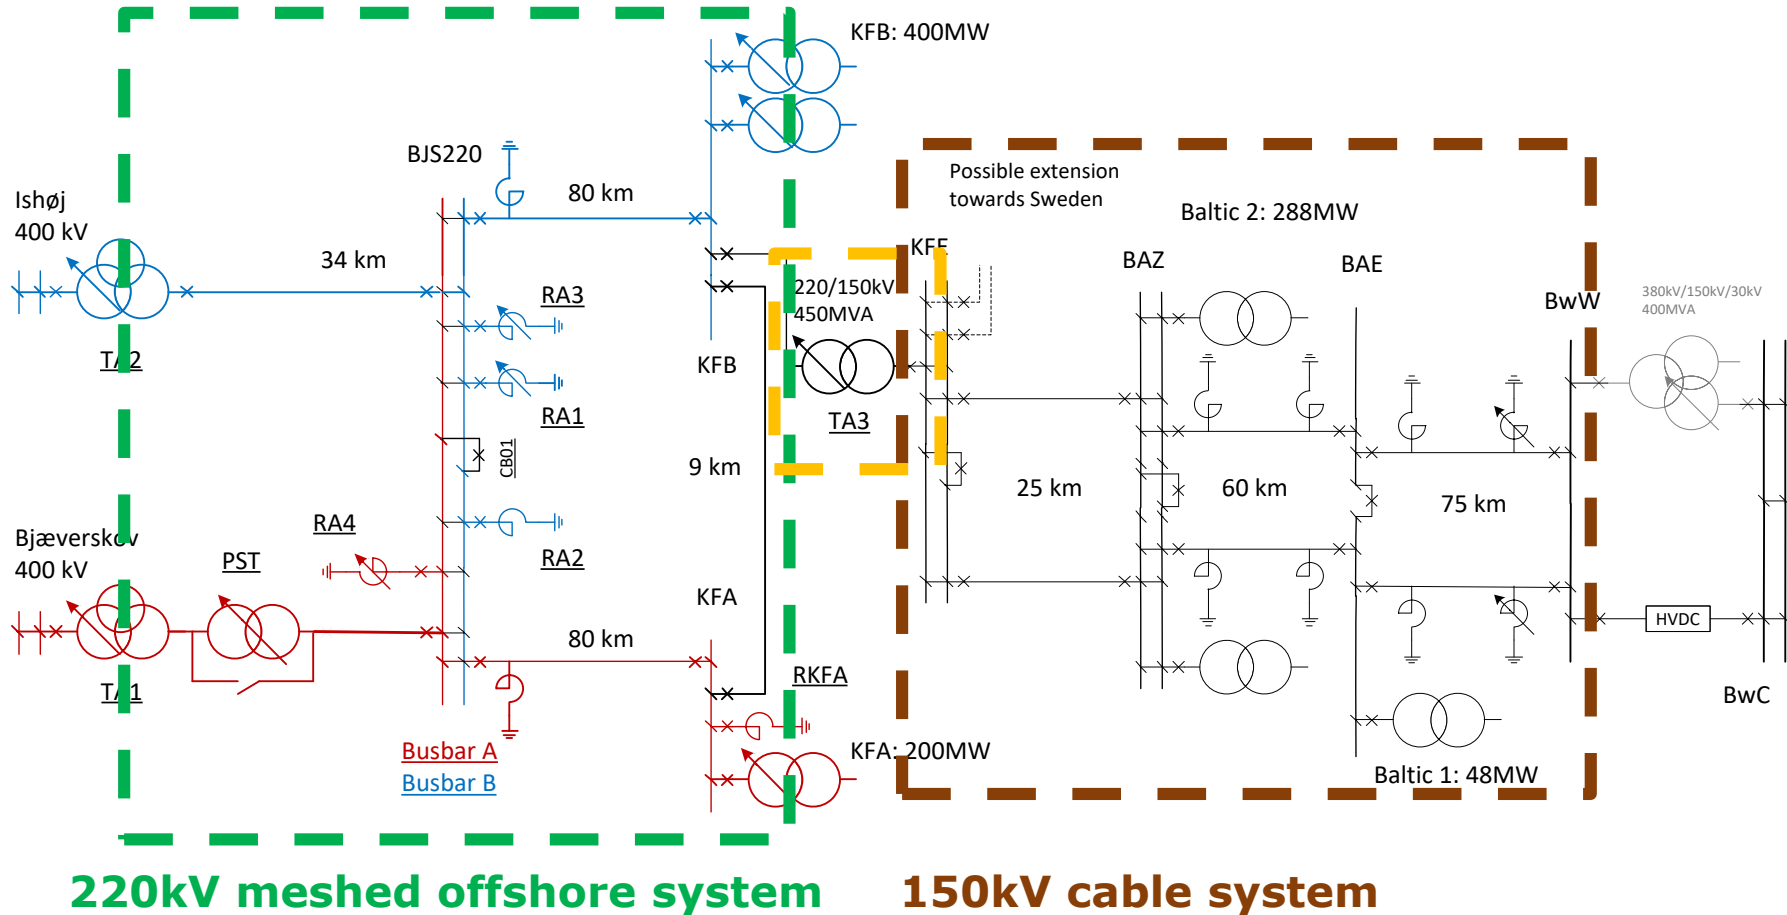 KFB: 400MW
BJS220
Possible extension
towards Sweden
80 km
Ishøj
400 kV
Baltic 2: 288MW
34 km
KFE
BAZ
BAE
220/150kV
450MVA
RA3
BwW
380kV/150kV/30kV
400MVA
TA2
KFB
RA1
TA3
CB01
9 km
25 km
60 km
75 km
RA4
Bjæverskov
400 kV
PST
RA2
KFA
HVDC
80 km
TA1
RKFA
BwC
Busbar A
KFA: 200MW
Busbar B
Baltic 1: 48MW
220kV meshed offshore system
150kV cable system